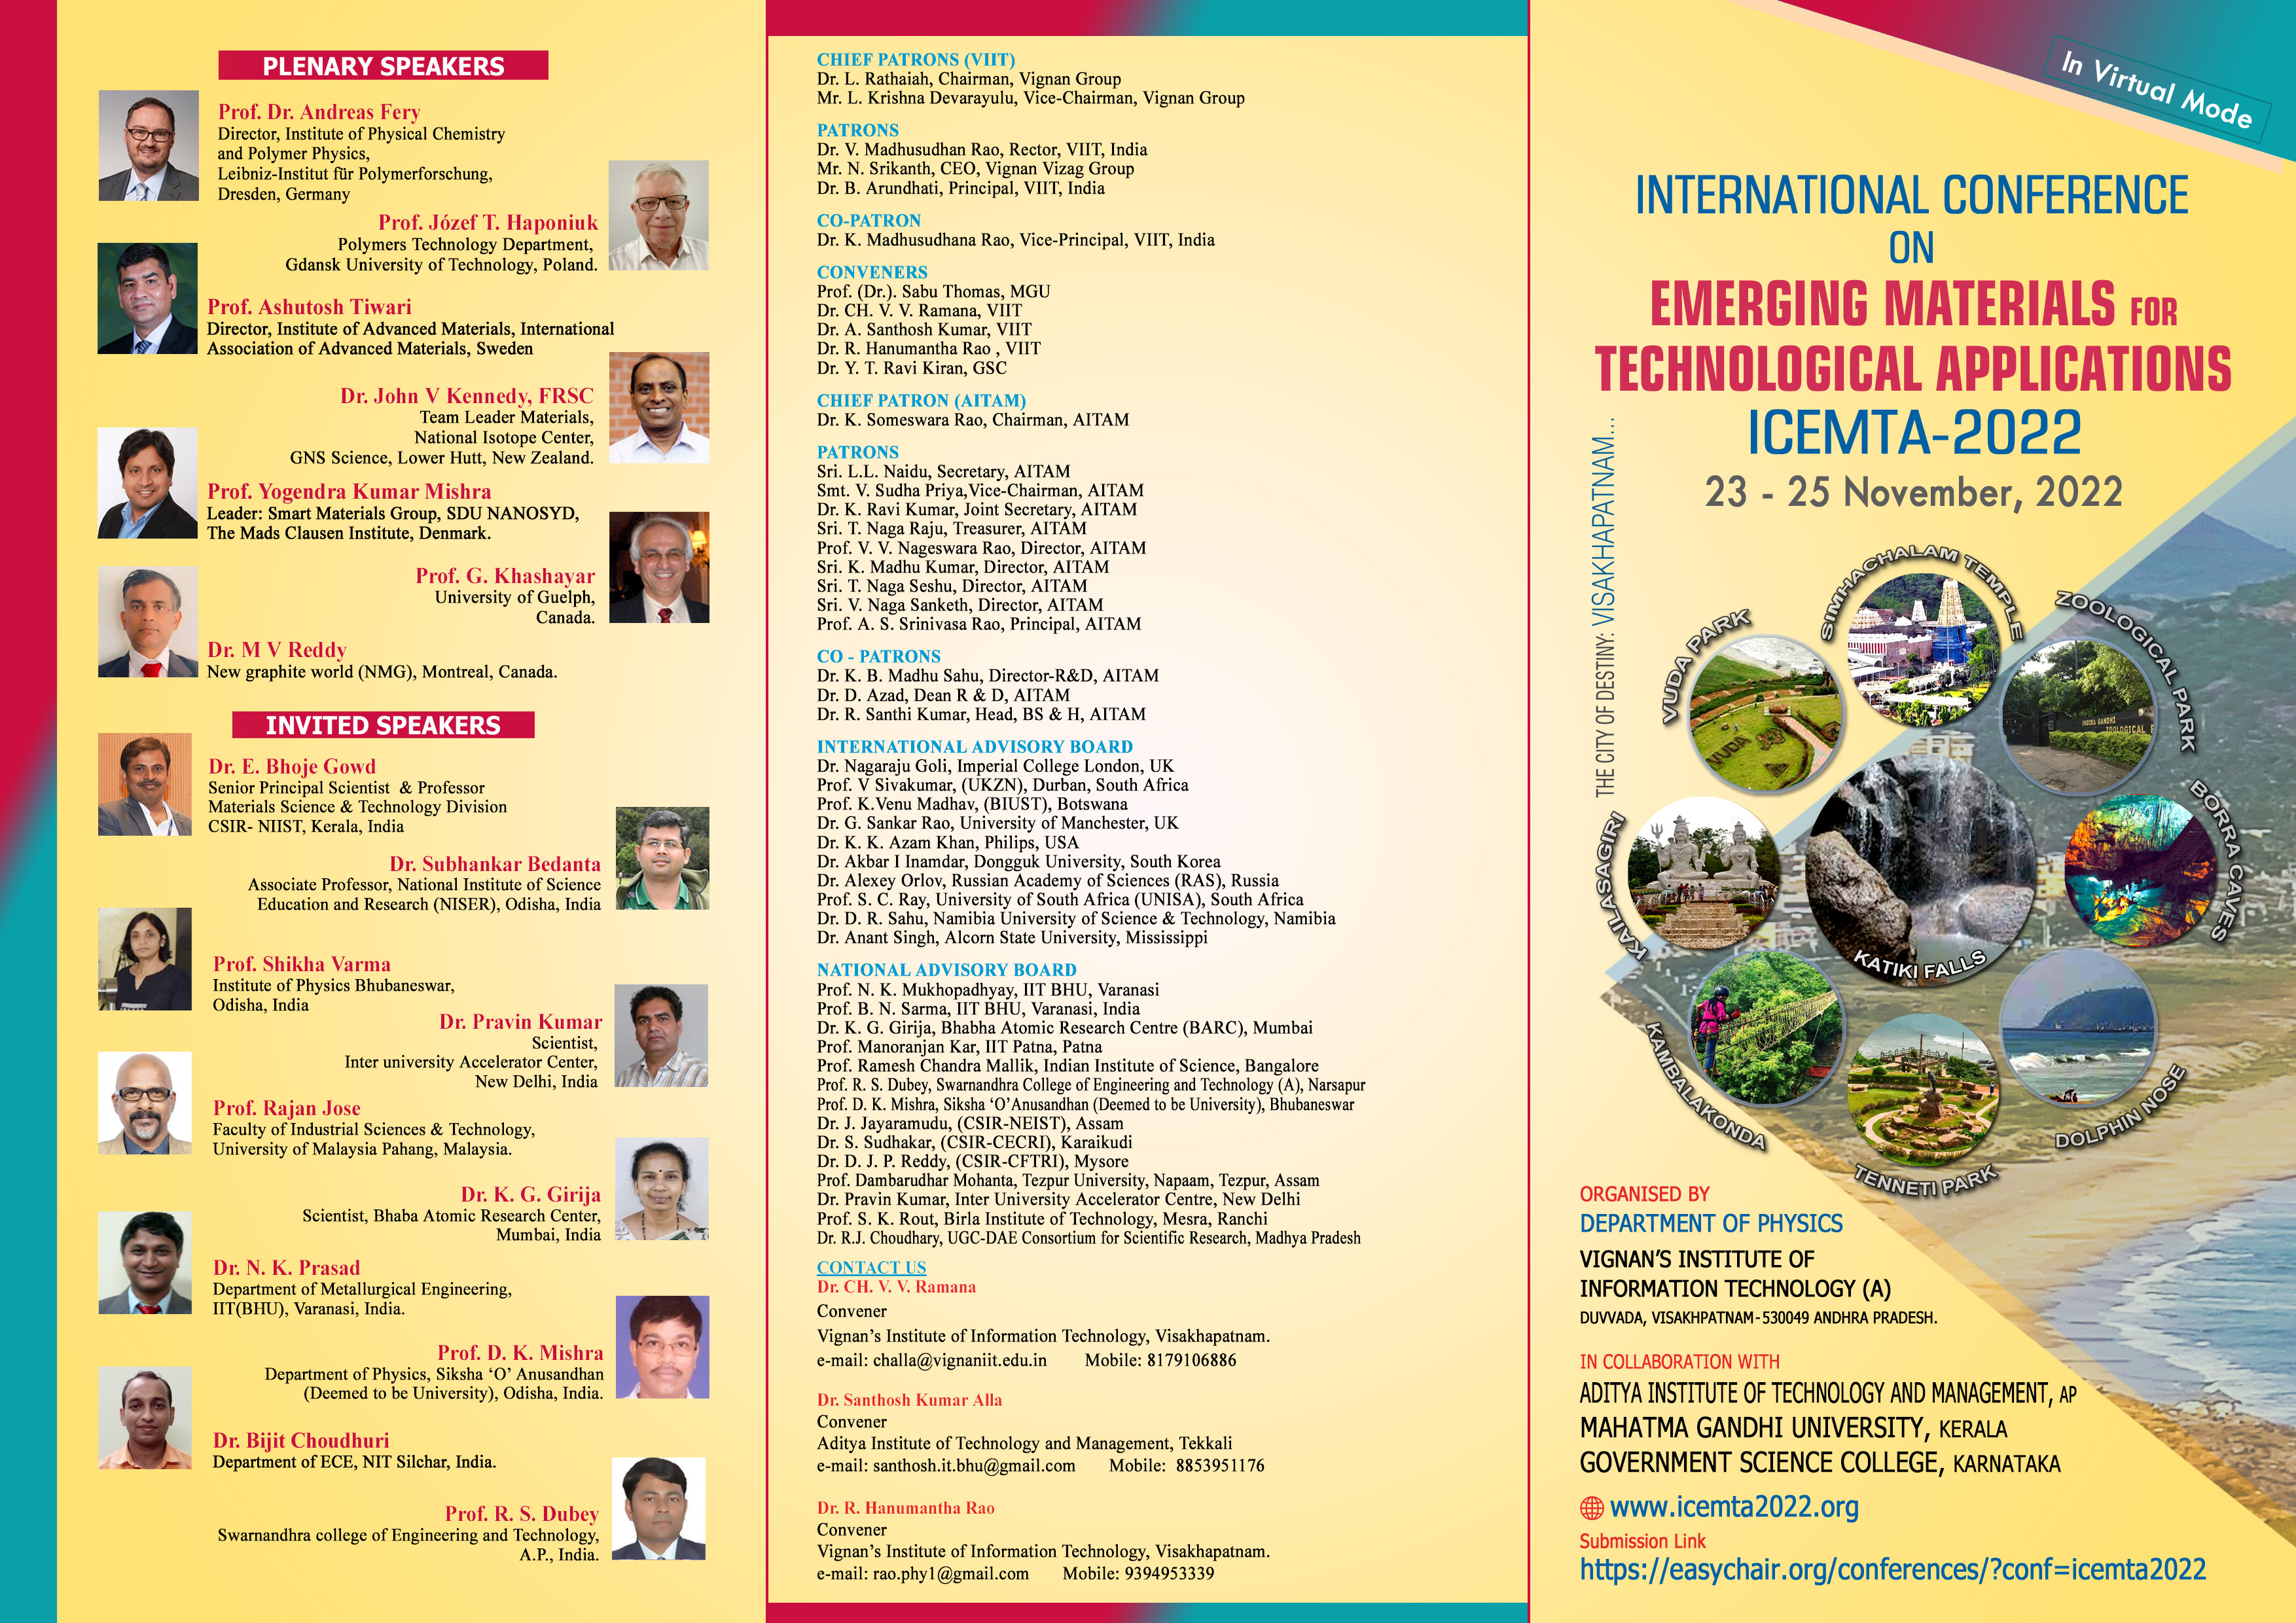 PLENARY SPEAKERS
Prof. Dr. Andreas Fery
Director, Institute of Physical Chemistry
and Polymer Physics,
Leibniz-Institut für Polymerforschung,
Dresden, Germany
Prof. Józef T. Haponiuk
Polymers Technology Department,
Gdansk University of Technology, Poland.
Prof. Ashutosh Tiwari
Director, Institute of Advanced Materials, International
Association of Advanced Materials, Sweden
Dr. John V Kennedy, FRSC
Team Leader Materials,
National Isotope Center,
GNS Science, Lower Hutt, New Zealand.
Prof. Yogendra Kumar Mishra
Leader: Smart Materials Group, SDU NANOSYD,
The Mads Clausen Institute, Denmark.
Prof. G. Khashayar
University of Guelph,
Canada.
Dr. M V Reddy
New graphite world (NMG), Montreal, Canada.
INVITED SPEAKERS
Dr. E. Bhoje Gowd
Senior Principal Scientist & Professor
Materials Science & Technology Division
CSIR- NIIST, Kerala, India
Dr. Subhankar Bedanta
Associate Professor, National Institute of Science
Education and Research (NISER), Odisha, India
Prof. Shikha Varma
Institute of Physics Bhubaneswar,
Odisha, India
Dr. Pravin Kumar
Scientist,
Inter university Accelerator Center,
New Delhi, India
Prof. Rajan Jose
Faculty of Industrial Sciences & Technology,
University of Malaysia Pahang, Malaysia.
Dr. K. G. Girija
Scientist, Bhaba Atomic Research Center,
Mumbai, India
Dr. N. K. Prasad
Department of Metallurgical Engineering,
IIT(BHU), Varanasi, India.
Prof. D. K. Mishra
Department of Physics, Siksha ‘O’ Anusandhan
(Deemed to be University), Odisha, India.
Dr. Bijit Choudhuri
Department of ECE, NIT Silchar, India.
Prof. R. S. Dubey
Swarnandhra college of Engineering and Technology,
A.P., India.
CHIEF PATRONS (VIIT)
Dr. L. Rathaiah, Chairman, Vignan Group
Mr. L. Krishna Devarayulu, Vice-Chairman, Vignan Group
PATRONS
Dr. V. Madhusudhan Rao, Rector, VIIT, India
Mr. N. Srikanth, CEO, Vignan Vizag Group
Dr. B. Arundhati, Principal, VIIT, India
CO-PATRON
Dr. K. Madhusudhana Rao, Vice-Principal, VIIT, India
CONVENERS
Prof. (Dr.). Sabu Thomas, MGU
Dr. CH. V. V. Ramana, VIIT
Dr. A. Santhosh Kumar, VIIT
Dr. R. Hanumantha Rao , VIIT
Dr. Y. T. Ravi Kiran, GSC
CHIEF PATRON (AITAM)
Dr. K. Someswara Rao, Chairman, AITAM
PATRONS
Sri. L.L. Naidu, Secretary, AITAM
Smt. V. Sudha Priya,Vice-Chairman, AITAM
Dr. K. Ravi Kumar, Joint Secretary, AITAM
Sri. T. Naga Raju, Treasurer, AITAM
Prof. V. V. Nageswara Rao, Director, AITAM
Sri. K. Madhu Kumar, Director, AITAM
Sri. T. Naga Seshu, Director, AITAM
Sri. V. Naga Sanketh, Director, AITAM
Prof. A. S. Srinivasa Rao, Principal, AITAM
CO - PATRONS
Dr. K. B. Madhu Sahu, Director-R&D, AITAM
Dr. D. Azad, Dean R & D, AITAM
Dr. R. Santhi Kumar, Head, BS & H, AITAM
INTERNATIONAL ADVISORY BOARD
Dr. Nagaraju Goli, Imperial College London, UK
Prof. V Sivakumar, (UKZN), Durban, South Africa
Prof. K.Venu Madhav, (BIUST), Botswana
Dr. G. Sankar Rao, University of Manchester, UK
Dr. K. K. Azam Khan, Philips, USA
Dr. Akbar I Inamdar, Dongguk University, South Korea
Dr. Alexey Orlov, Russian Academy of Sciences (RAS), Russia
Prof. S. C. Ray, University of South Africa (UNISA), South Africa
Dr. D. R. Sahu, Namibia University of Science & Technology, Namibia
Dr. Anant Singh, Alcorn State University, Mississippi
NATIONAL ADVISORY BOARD
Prof. N. K. Mukhopadhyay, IIT BHU, Varanasi
Prof. B. N. Sarma, IIT BHU, Varanasi, India
Dr. K. G. Girija, Bhabha Atomic Research Centre (BARC), Mumbai
Prof. Manoranjan Kar, IIT Patna, Patna
Prof. Ramesh Chandra Mallik, Indian Institute of Science, Bangalore
Prof. R. S. Dubey, Swarnandhra College of Engineering and Technology (A), Narsapur
Prof. D. K. Mishra, Siksha ‘O’Anusandhan (Deemed to be University), Bhubaneswar
Dr. J. Jayaramudu, (CSIR-NEIST), Assam
Dr. S. Sudhakar, (CSIR-CECRI), Karaikudi
Dr. D. J. P. Reddy, (CSIR-CFTRI), Mysore
Prof. Dambarudhar Mohanta, Tezpur University, Napaam, Tezpur, Assam
Dr. Pravin Kumar, Inter University Accelerator Centre, New Delhi
Prof. S. K. Rout, Birla Institute of Technology, Mesra, Ranchi
Dr. R.J. Choudhary, UGC-DAE Consortium for Scientific Research, Madhya Pradesh
CONTACT US
Dr. CH. V. V. Ramana
Convener
Vignan’s Institute of Information Technology, Visakhapatnam.
e-mail: challa@vignaniit.edu.in Mobile: 8179106886
Dr. Santhosh Kumar Alla
Convener
Aditya Institute of Technology and Management, Tekkali
e-mail: santhosh.it.bhu@gmail.com Mobile: 8853951176
Dr. R. Hanumantha Rao
Convener
Vignan’s Institute of Information Technology, Visakhapatnam.
e-mail: rao.phy1@gmail.com Mobile: 9394953339
In Virtual Mode
INTERNATIONAL CONFERENCE
ON
EMERGING MATERIALS FOR
TECHNOLOGICAL APPLICATIONS
ICEMTA-2022
23 - 25 November, 2022
THE CITY OF DESTINY: VISAKHAPATNAM...
SIMHACHALAM TEMPLE
VUDA PARK
VUDA
ZOOLOGICAL PARK
INDIRA GANDHI
ZOOLOGICAL P
KAILASAGIRI
BORRA CAVES
KATIKI FALLS
KAMBALAKONDA
TENNETI PARK
DOLPHIN NOSE
ORGANISED BY
DEPARTMENT OF PHYSICS
VIGNAN’S INSTITUTE OF
INFORMATION TECHNOLOGY (A)
DUVVADA, VISAKHPATNAM-530049 ANDHRA PRADESH.
IN COLLABORATION WITH
ADITYA INSTITUTE OF TECHNOLOGY AND MANAGEMENT, AP
MAHATMA GANDHI UNIVERSITY, KERALA
GOVERNMENT SCIENCE COLLEGE, KARNATAKA
www.icemta2022.org
Submission Link
https://easychair.org/conferences/?conf=icemta2022